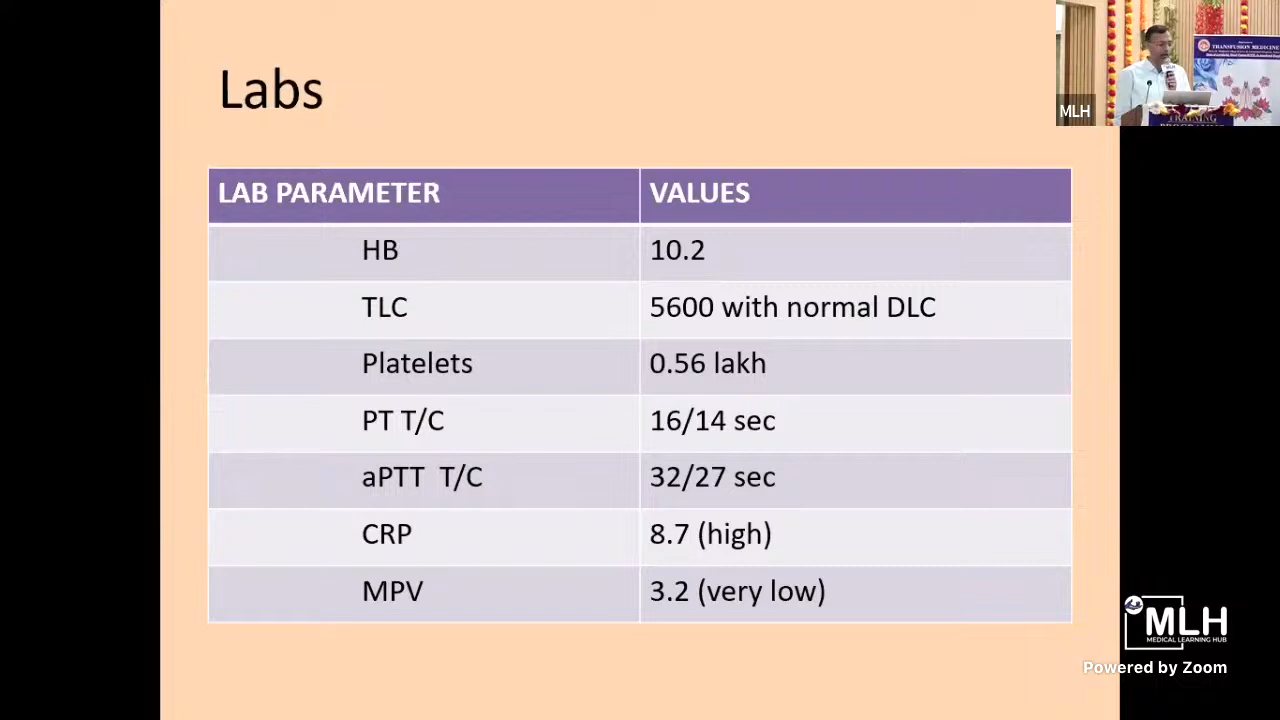 Labs
LAB PARAMETER VALUES
HB 10.2
TLC 5600 with normal DLC
Platelets 0.56 lakh
PT T/C 16/14 sec
aPTT T/C 32/27 sec
CRP 8.7 (high)
MPV 3.2 (very low)
MLH
TRANSFUSION MEDICINE
MLH
TRAINING
MLH
MEDICAL LEARNING HUB
Powered by Zoom